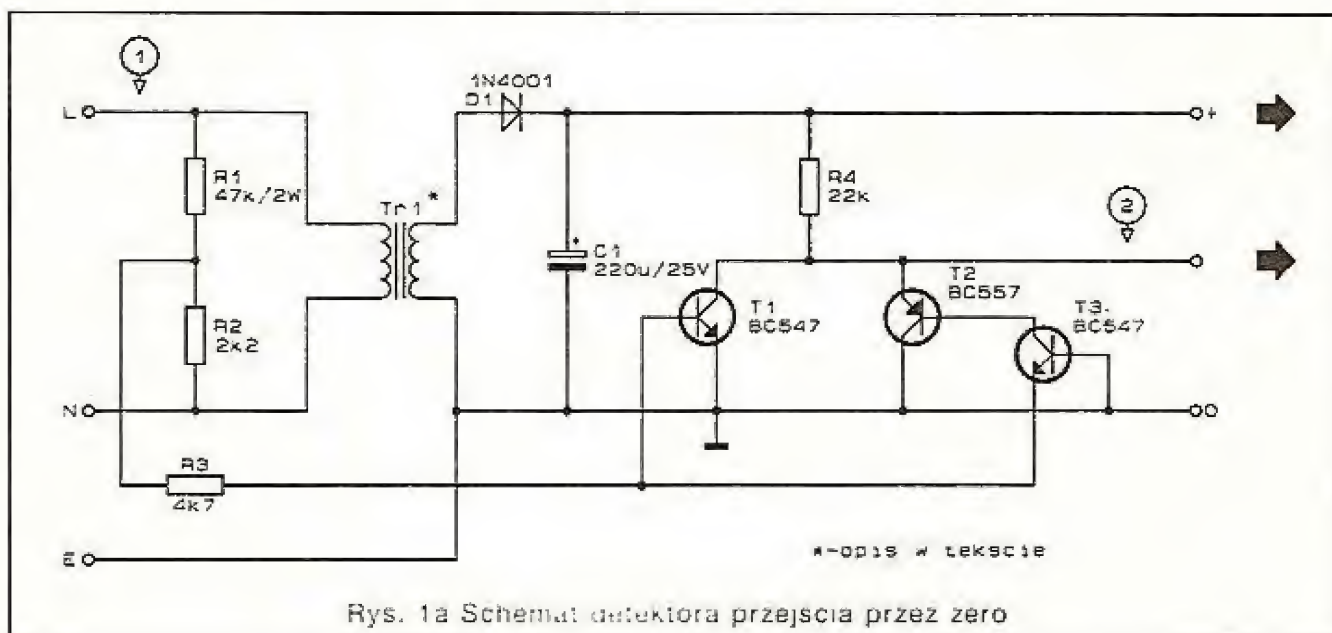 1
1N4001
D1
L
+
R1
47k/2W
R4
22k
Tr1*
2
C1
220u/25V
+
T1
BC547
T2
BC557
T3.
BC547
R2
2k2
N
O
R3
4k7
E
*-opis w tekscie
Rys. 1a Schemat detektora przejscia przez zero